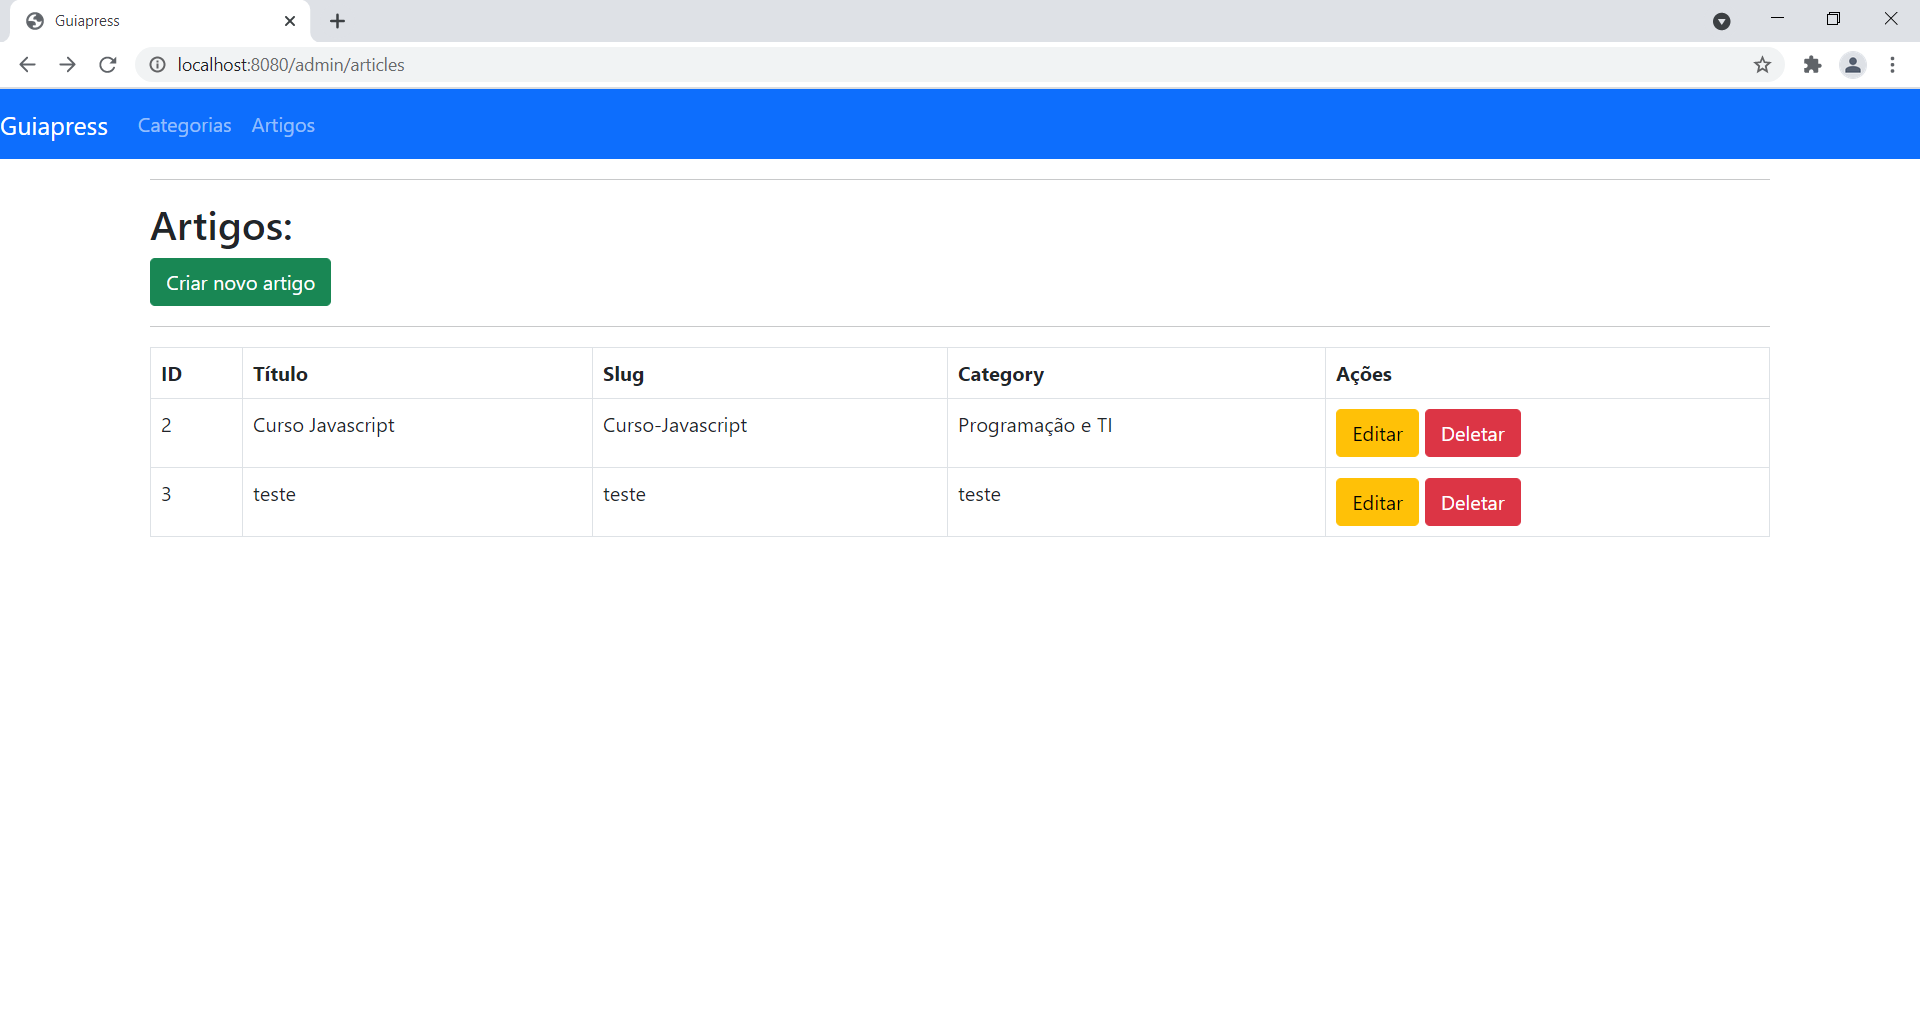 Guiapress
localhost:8080/admin/articles
Guiapress Categorias Artigos
Artigos:
Criar novo artigo
ID Título Slug Category Ações
2 Curso Javascript Curso-Javascript Programação e TI Editar Deletar
3 teste teste teste Editar Deletar